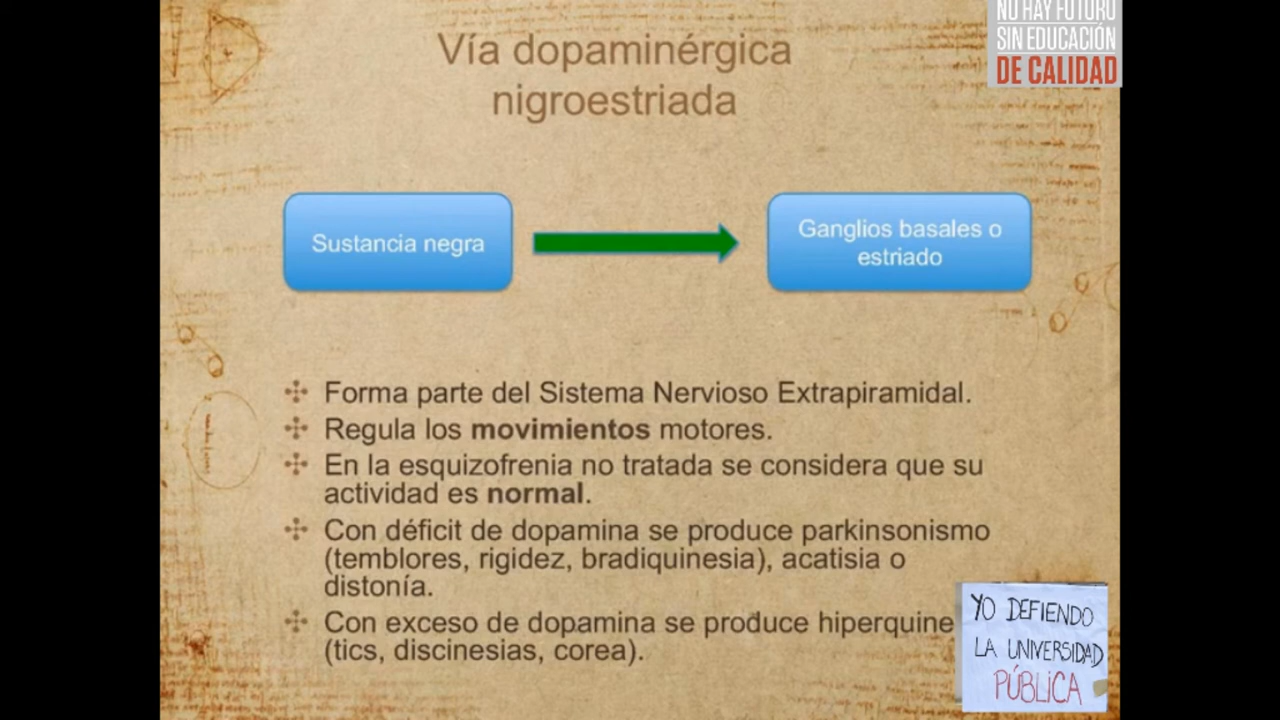 NO HAY FUTURO
SIN EDUCACIÓN
DE CALIDAD
Vía dopaminérgica
nigroestriada
Sustancia negra
Ganglios basales o
estriado
Forma parte del Sistema Nervioso Extrapiramidal.
Regula los movimientos motores.
En la esquizofrenia no tratada se considera que su
actividad es normal.
Con déficit de dopamina se produce parkinsonismo
(temblores, rigidez, bradiquinesia), acatisia o
distonía.
Con exceso de dopamina se produce hiperquine
(tics, discinesias, corea).
YO DEFIENDO
LA UNIVERSIDAD
PÚBLICA